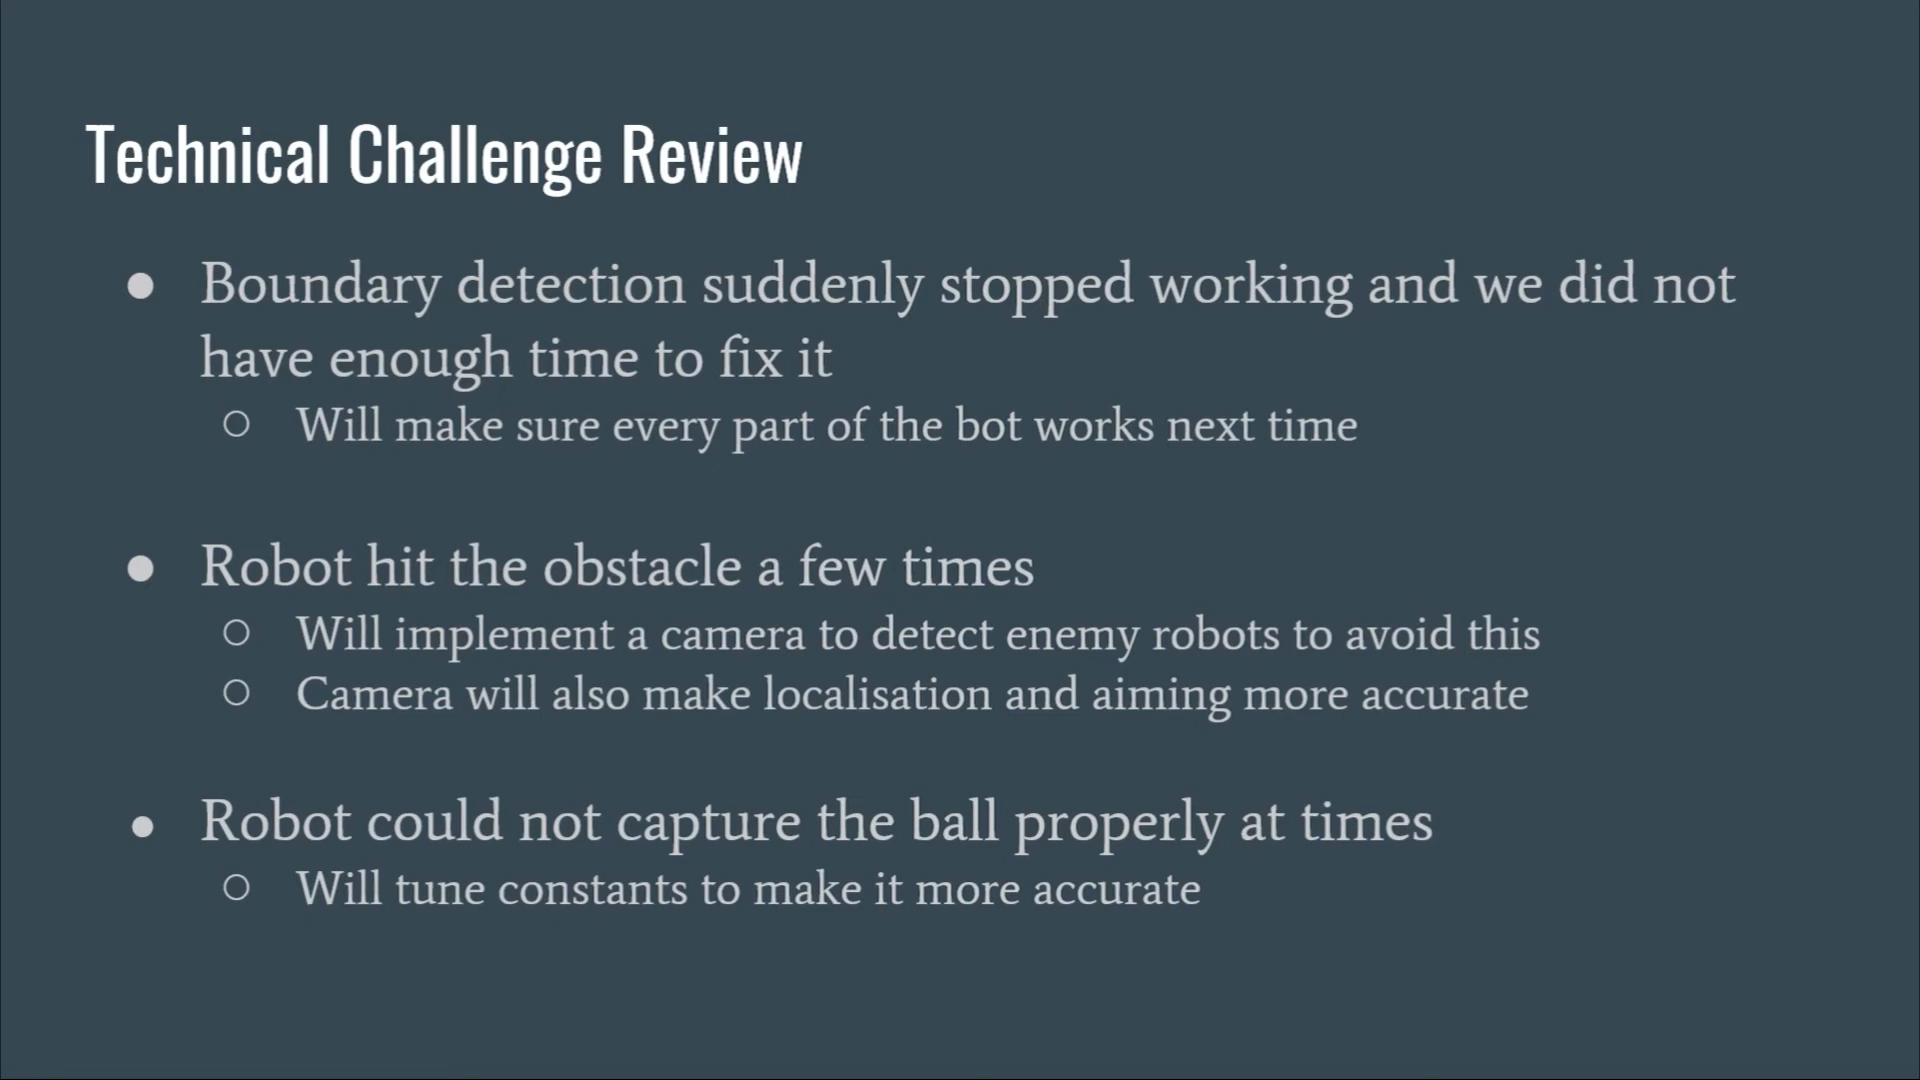 Technical Challenge Review
● Boundary detection suddenly stopped working and we did not
have enough time to fix it
○ Will make sure every part of the bot works next time
● Robot hit the obstacle a few times
○ Will implement a camera to detect enemy robots to avoid this
○ Camera will also make localisation and aiming more accurate
● Robot could not capture the ball properly at times
○ Will tune constants to make it more accurate